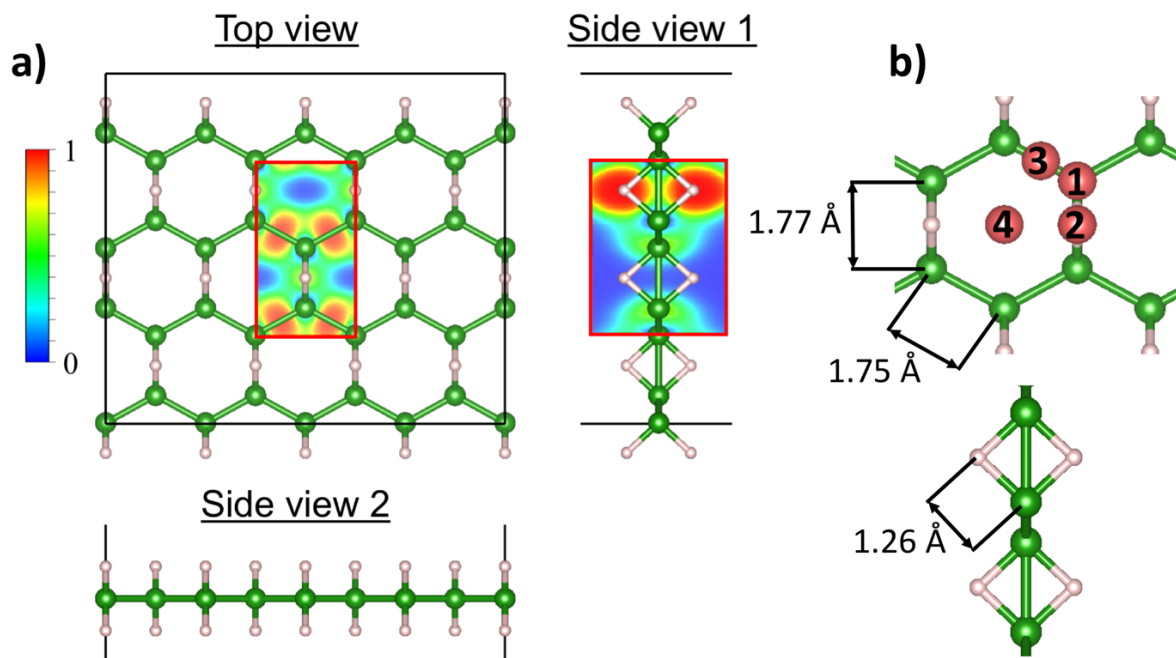 a)
Top view
Side view 1
b)
1
0
3
1
4
2
1.77 Å
1.75 Å
Side view 2
1.26 Å